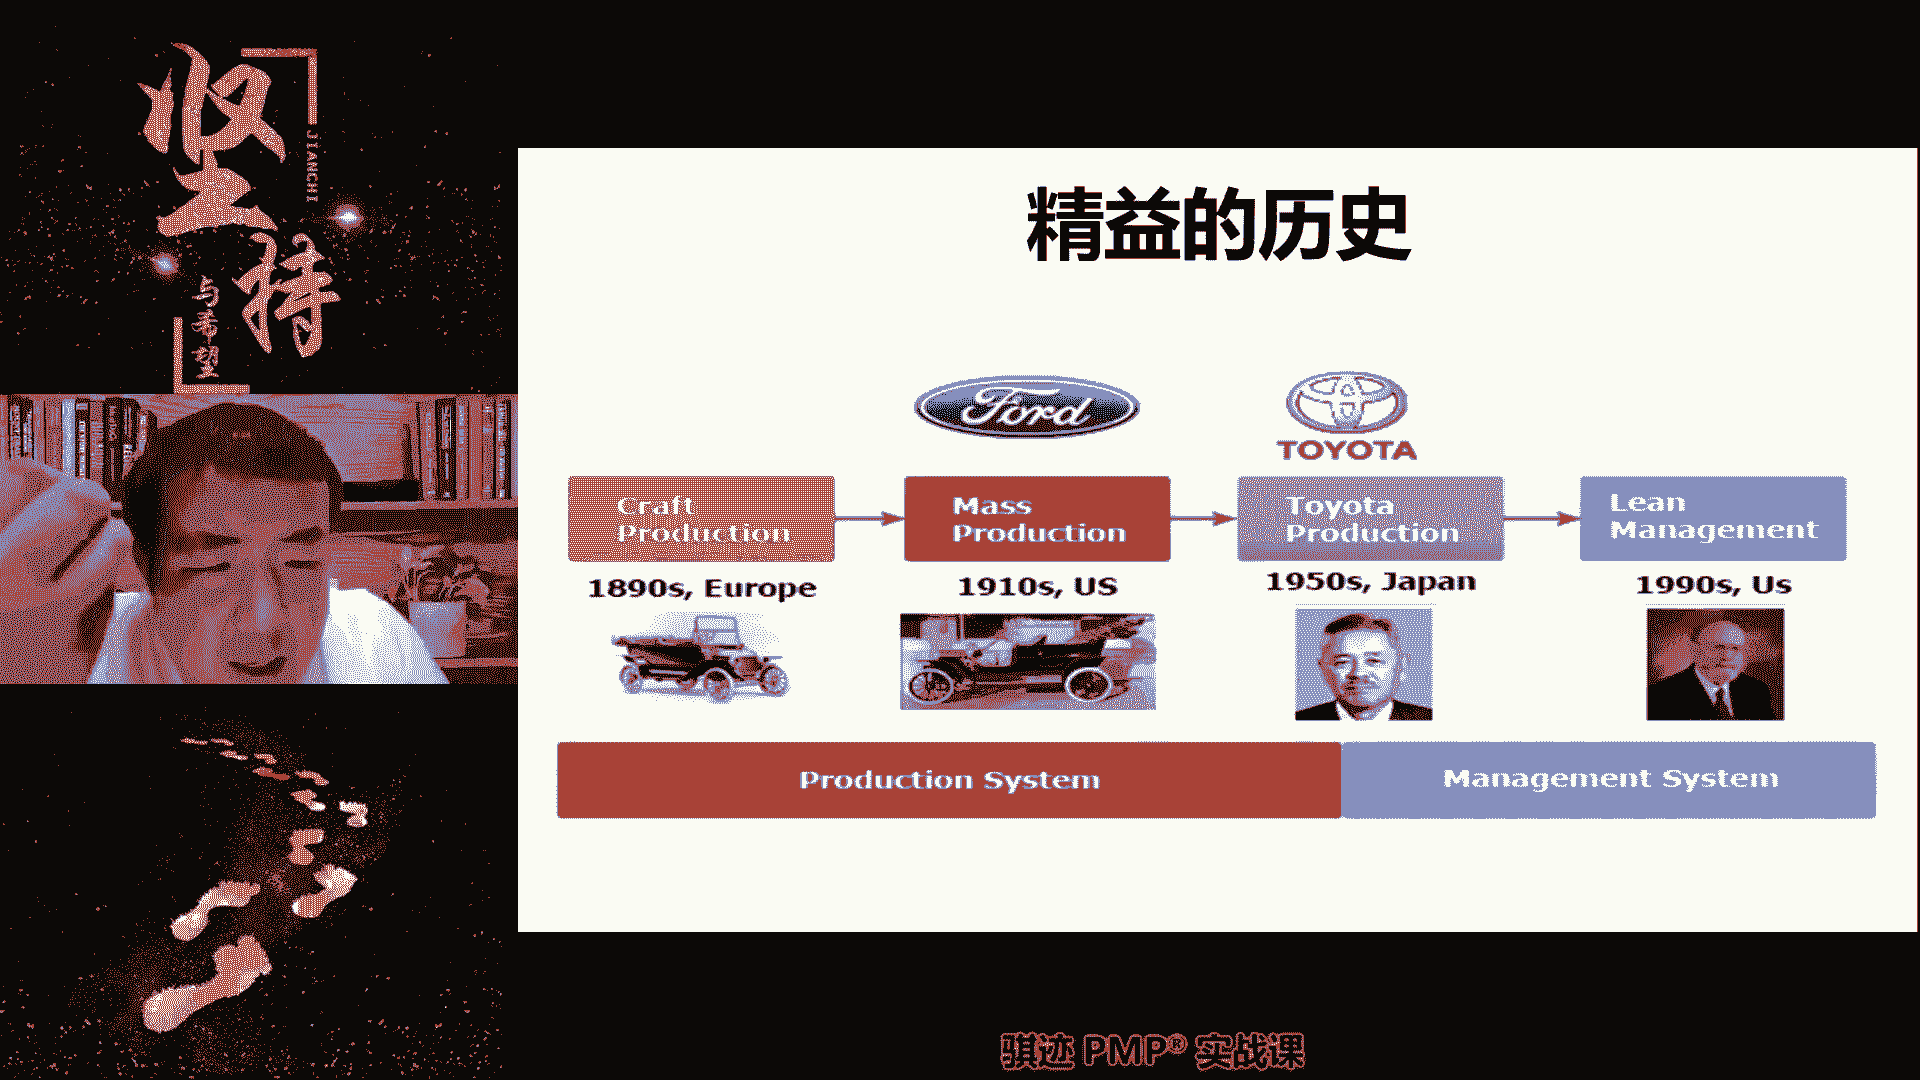 坚持
JIANCHI
与希望
精益的历史
Ford
TOYOTA
Craft
Production
Mass
Production
Toyota
Production
Lean
Management
1890s, Europe
1910s, US
1950s, Japan
1990s, Us
Production System
Management System
骐迹 PMP® 实战课